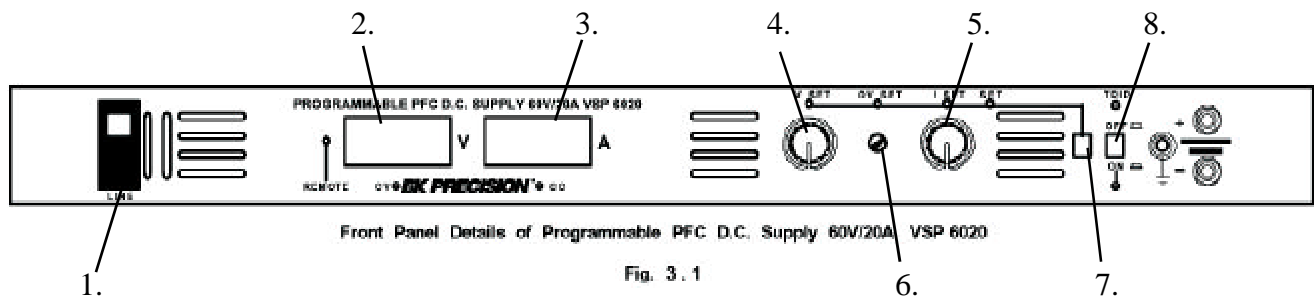 2. 3. 4. 5. 8.
PROGRAMMABLE PFC D.C. SUPPLY 60V/20A VSP 6020
V SET OV SET I SET SET
OFF
V A
+
REMOTE CV BK PRECISION CC
ON -
LINE
Front Panel Details of Programmable PFC D.C. Supply 60V/20A VSP 6020
Fig. 3.1
1. 6. 7.